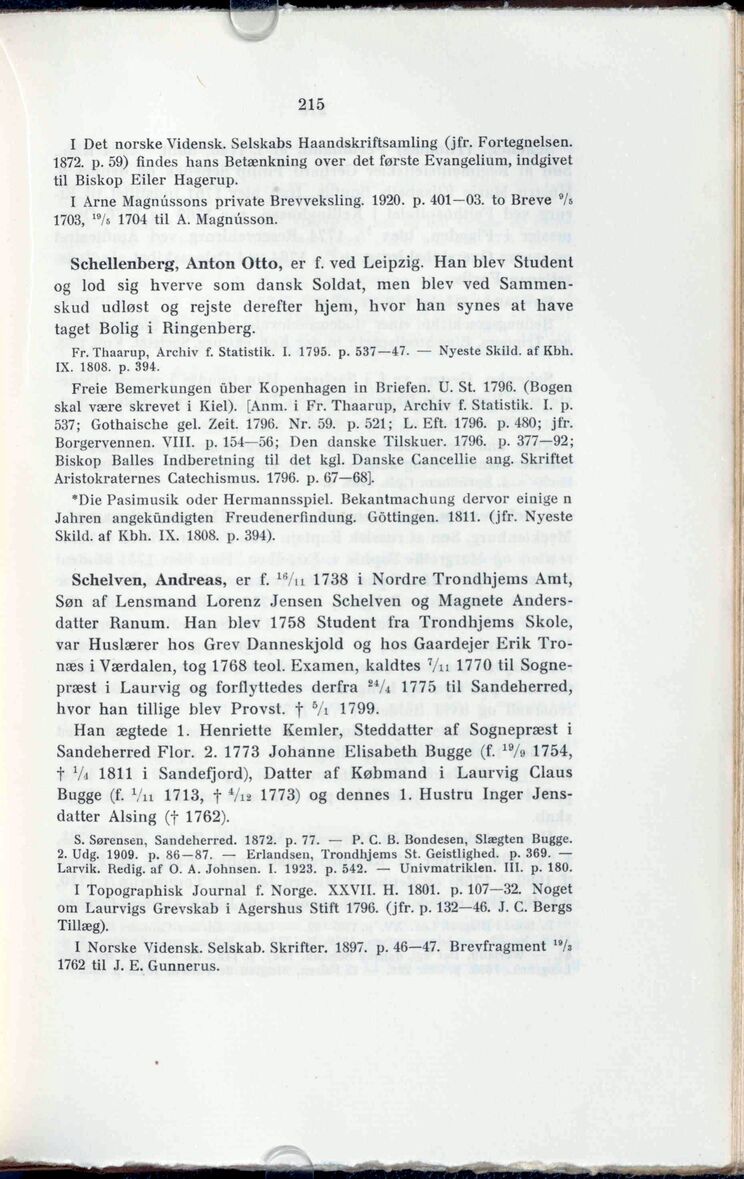 215
I Det norske Vidensk. Selskabs Haandskriftsamling (jfr. Fortegnelsen.
1872. p. 59) findes hans Betænkning over det første Evangelium, indgivet
til Biskop Eiler Hagerup.
I Arne Magnússons private Brevveksling. 1920. p. 401—03. to Breve ⁹/₅
1703, ¹⁹/₅ 1704 til A. Magnússon.
Schellenberg, Anton Otto, er f. ved Leipzig. Han blev Student
og lod sig hverve som dansk Soldat, men blev ved Sammen-
skud udløst og rejste derefter hjem, hvor han synes at have
taget Bolig i Ringenberg.
Fr. Thaarup, Archiv f. Statistik. I. 1795. p. 537—47. — Nyeste Skild. af Kbh.
IX. 1808. p. 394.
Freie Bemerkungen über Kopenhagen in Briefen. U. St. 1796. (Bogen
skal være skrevet i Kiel). [Anm. i Fr. Thaarup, Archiv f. Statistik. I. p.
537; Gothaische gel. Zeit. 1796. Nr. 59. p. 521; L. Eft. 1796. p. 480; jfr.
Borgervennen. VIII. p. 154—56; Den danske Tilskuer. 1796. p. 377—92;
Biskop Balles Indberetning til det kgl. Danske Cancellie ang. Skriftet
Aristokraternes Catechismus. 1796. p. 67—68].
*Die Pasimusik oder Hermannsspiel. Bekantmachung dervor einige n
Jahren angekündigten Freudenerfindung. Göttingen. 1811. (jfr. Nyeste
Skild. af Kbh. IX. 1808. p. 394).
Schelven, Andreas, er f. ¹⁶/₁₁ 1738 i Nordre Trondhjems Amt,
Søn af Lensmand Lorenz Jensen Schelven og Magnete Anders-
datter Ranum. Han blev 1758 Student fra Trondhjems Skole,
var Huslærer hos Grev Danneskjold og hos Gaardejer Erik Tro-
næs i Værdalen, tog 1768 teol. Examen, kaldtes ⁷/₁₁ 1770 til Sogne-
præst i Laurvig og forflyttedes derfra ²⁴/₄ 1775 til Sandeherred,
hvor han tillige blev Provst. † ⁵/₁ 1799.
Han ægtede 1. Henriette Kemler, Steddatter af Sognepræst i
Sandeherred Flor. 2. 1773 Johanne Elisabeth Bugge (f. ¹⁹/₉ 1754,
† ¹/₄ 1811 i Sandefjord), Datter af Købmand i Laurvig Claus
Bugge (f. ¹/₁₁ 1713, † ⁴/₁₂ 1773) og dennes 1. Hustru Inger Jens-
datter Alsing († 1762).
S. Sørensen, Sandeherred. 1872. p. 77. — P. C. B. Bondesen, Slægten Bugge.
2. Udg. 1909. p. 86—87. — Erlandsen, Trondhjems St. Geistlighed. p. 369. —
Larvik. Redig. af O. A. Johnsen. I. 1923. p. 542. — Univmatriklen. III. p. 180.
I Topographisk Journal f. Norge. XXVII. H. 1801. p. 107—32. Noget
om Laurvigs Grevskab i Agershus Stift 1796. (jfr. p. 132—46. J. C. Bergs
Tillæg).
I Norske Vidensk. Selskab. Skrifter. 1897. p. 46—47. Brevfragment ¹⁹/₃
1762 til J. E. Gunnerus.